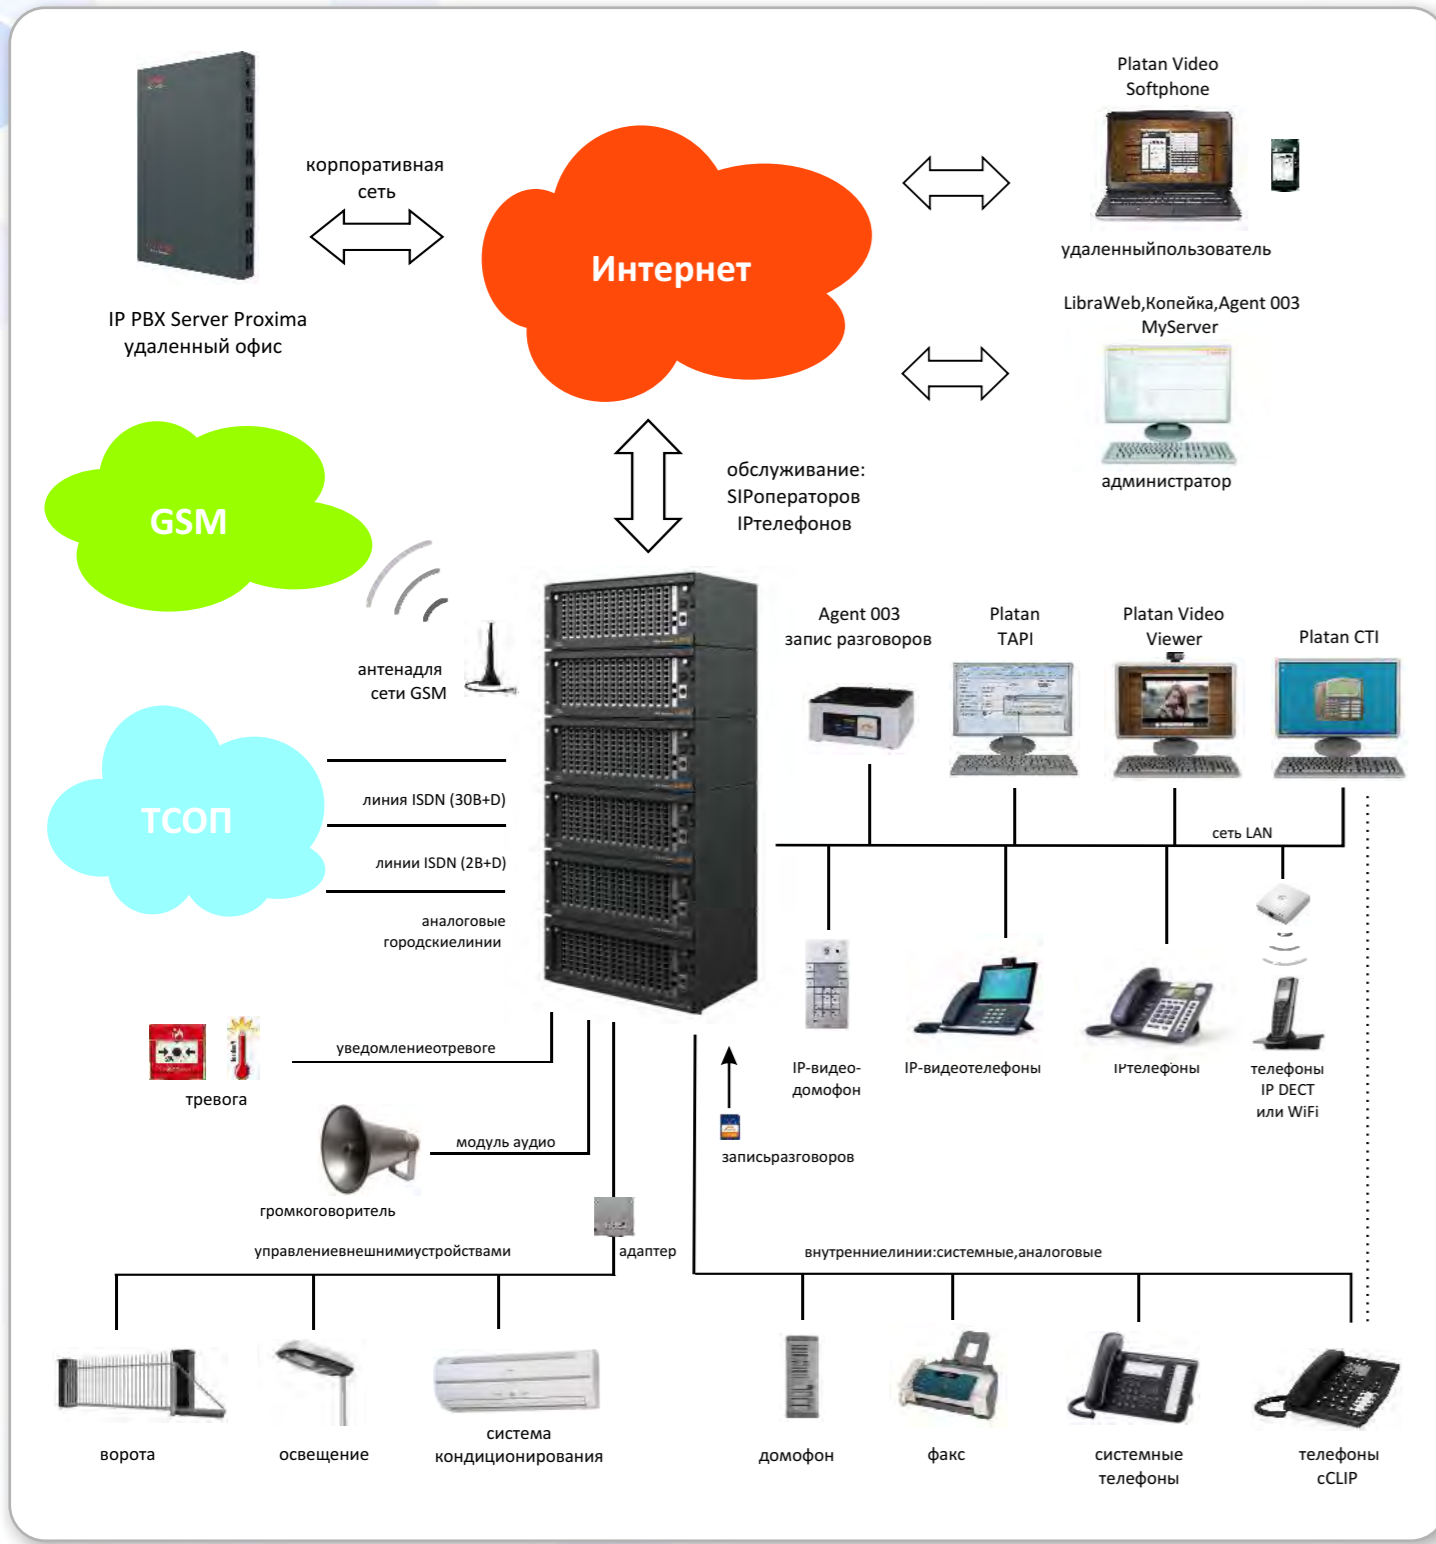 Platan Video
Softphone
корпоративная
сеть
Интернет
удаленныйпользователь
IP PBX Server Proxima
удаленный офис
LibraWeb,Копейка,Agent 003
MyServer
администратор
обслуживание:
SIPоператоров
IPтелефонов
GSM
антенадля
сети GSM
Agent 003
запис разговоров
Platan
TAPI
Platan Video
Viewer
Platan CTI
ТСОП
линия ISDN (30B+D)
линии ISDN (2B+D)
аналоговые
городскиелинии
сеть LAN
IP-видео-
домофон
IP-видеотелефоны
IPтелефоны
телефоны
IP DECT
или WiFi
уведомлениеотревоге
тревога
модуль аудио
громкоговоритель
записьразговоров
управлениевнешнимиустройствами
адаптер
внутренниелинии:системные,аналоговые
ворота
освещение
система
кондиционирования
домофон
факс
системные
телефоны
телефоны
сCLIP